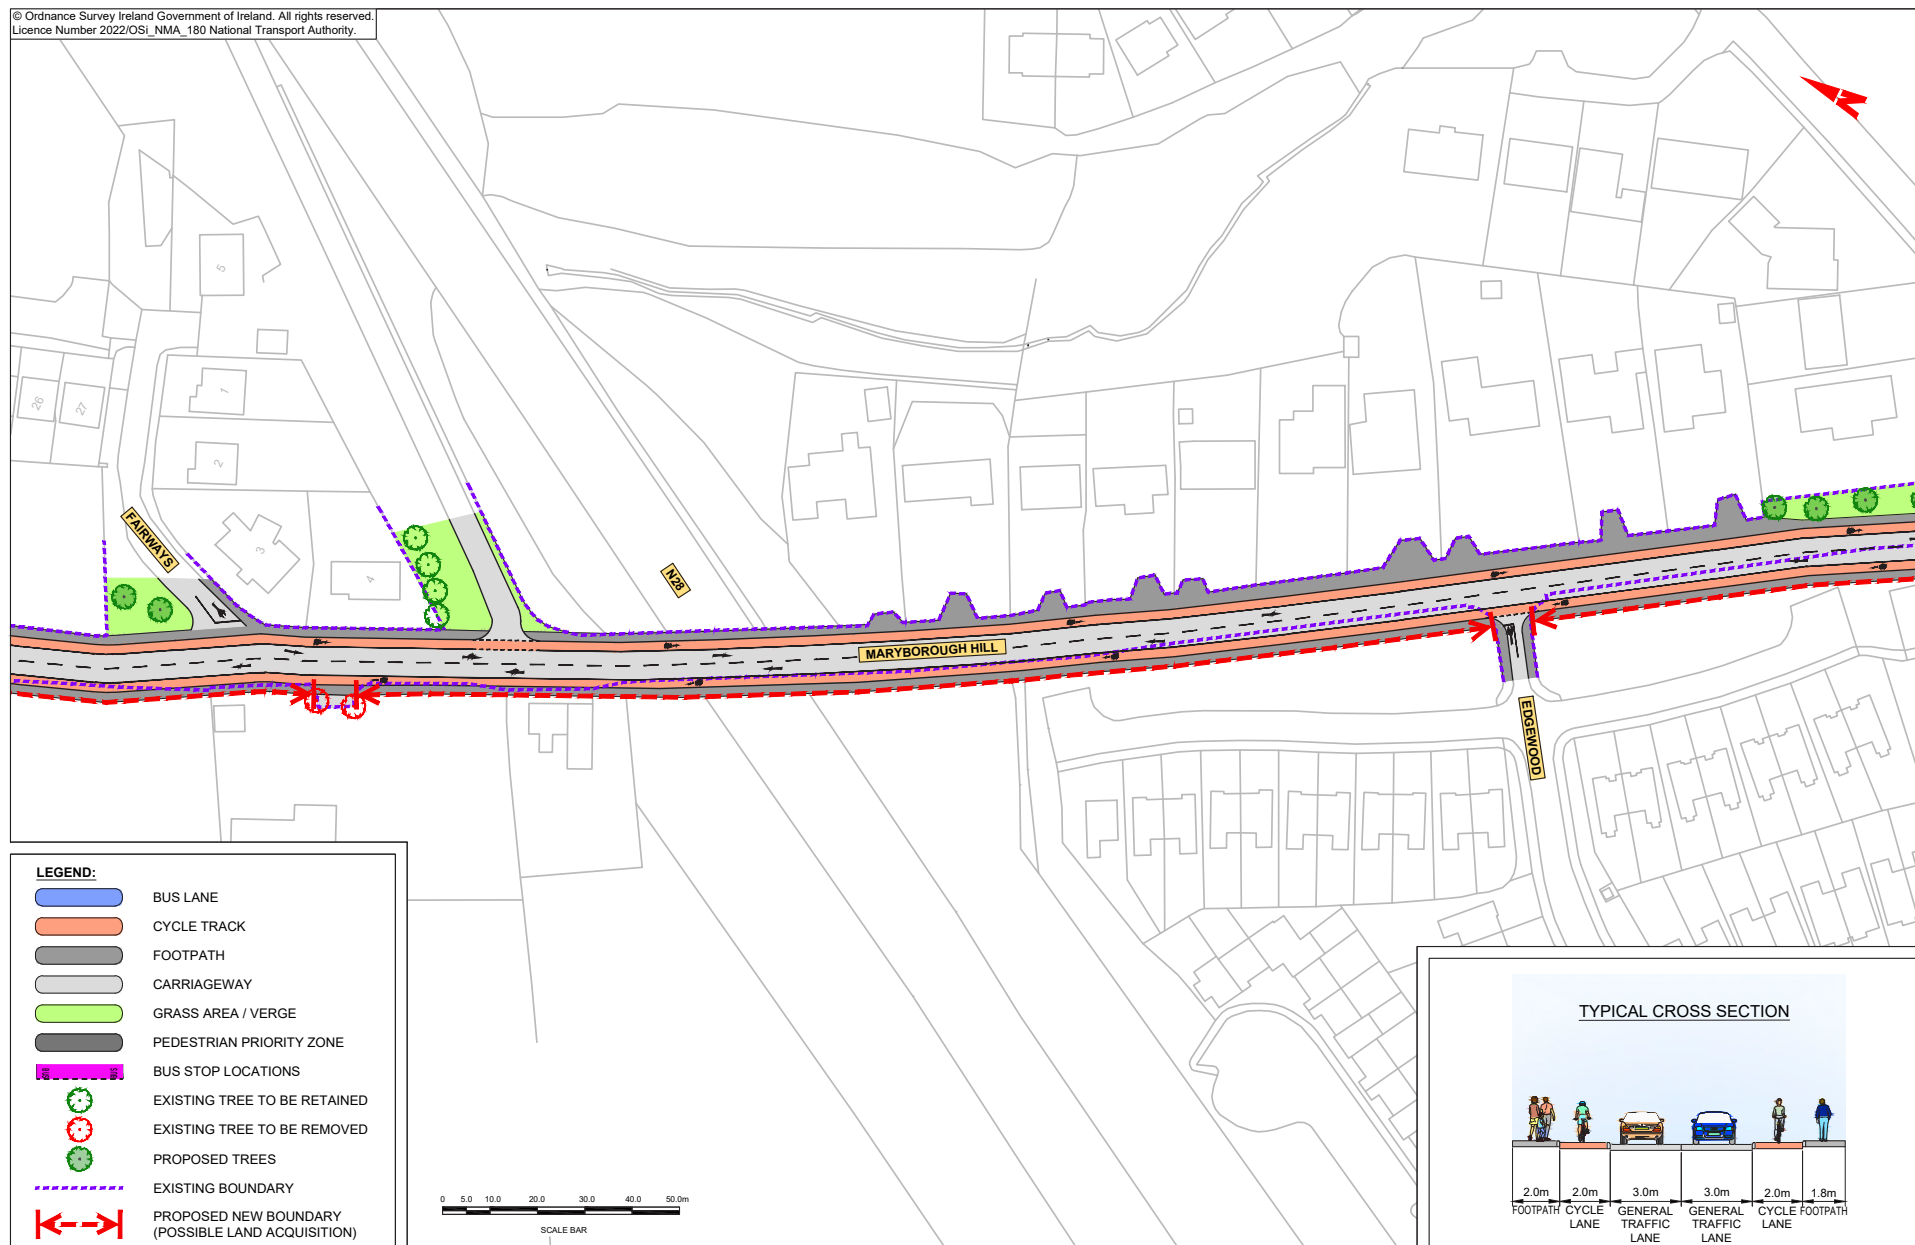 © Ordnance Survey Ireland Government of Ireland. All rights reserved.
Licence Number 2022/OSi_NMA_180 National Transport Authority.
5
26
27
1
2
3
4
FAIRWAYS
N28
MARYBOROUGH HILL
EDGEWOOD
LEGEND:
BUS LANE
CYCLE TRACK
FOOTPATH
CARRIAGEWAY
GRASS AREA / VERGE
PEDESTRIAN PRIORITY ZONE
BUS STOP LOCATIONS
EXISTING TREE TO BE RETAINED
EXISTING TREE TO BE REMOVED
PROPOSED TREES
EXISTING BOUNDARY
PROPOSED NEW BOUNDARY
(POSSIBLE LAND ACQUISITION)
0 5.0 10.0 20.0 30.0 40.0 50.0m
SCALE BAR
TYPICAL CROSS SECTION
2.0m 2.0m 3.0m 3.0m 2.0m 1.8m
FOOTPATH CYCLE GENERAL GENERAL CYCLE FOOTPATH
LANE TRAFFIC TRAFFIC LANE
LANE LANE